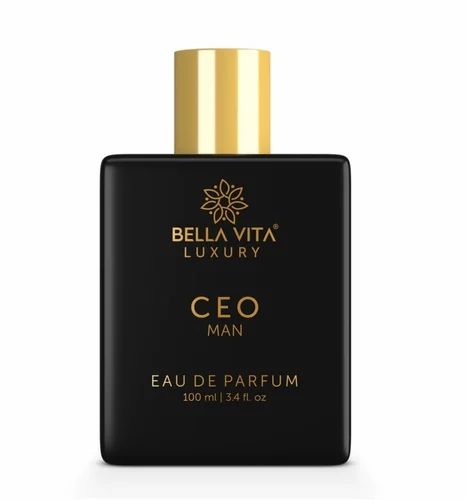 BELLA VITA®
LUXURY
CEO
MAN
EAU DE PARFUM
100 ml | 3.4 fl. oz